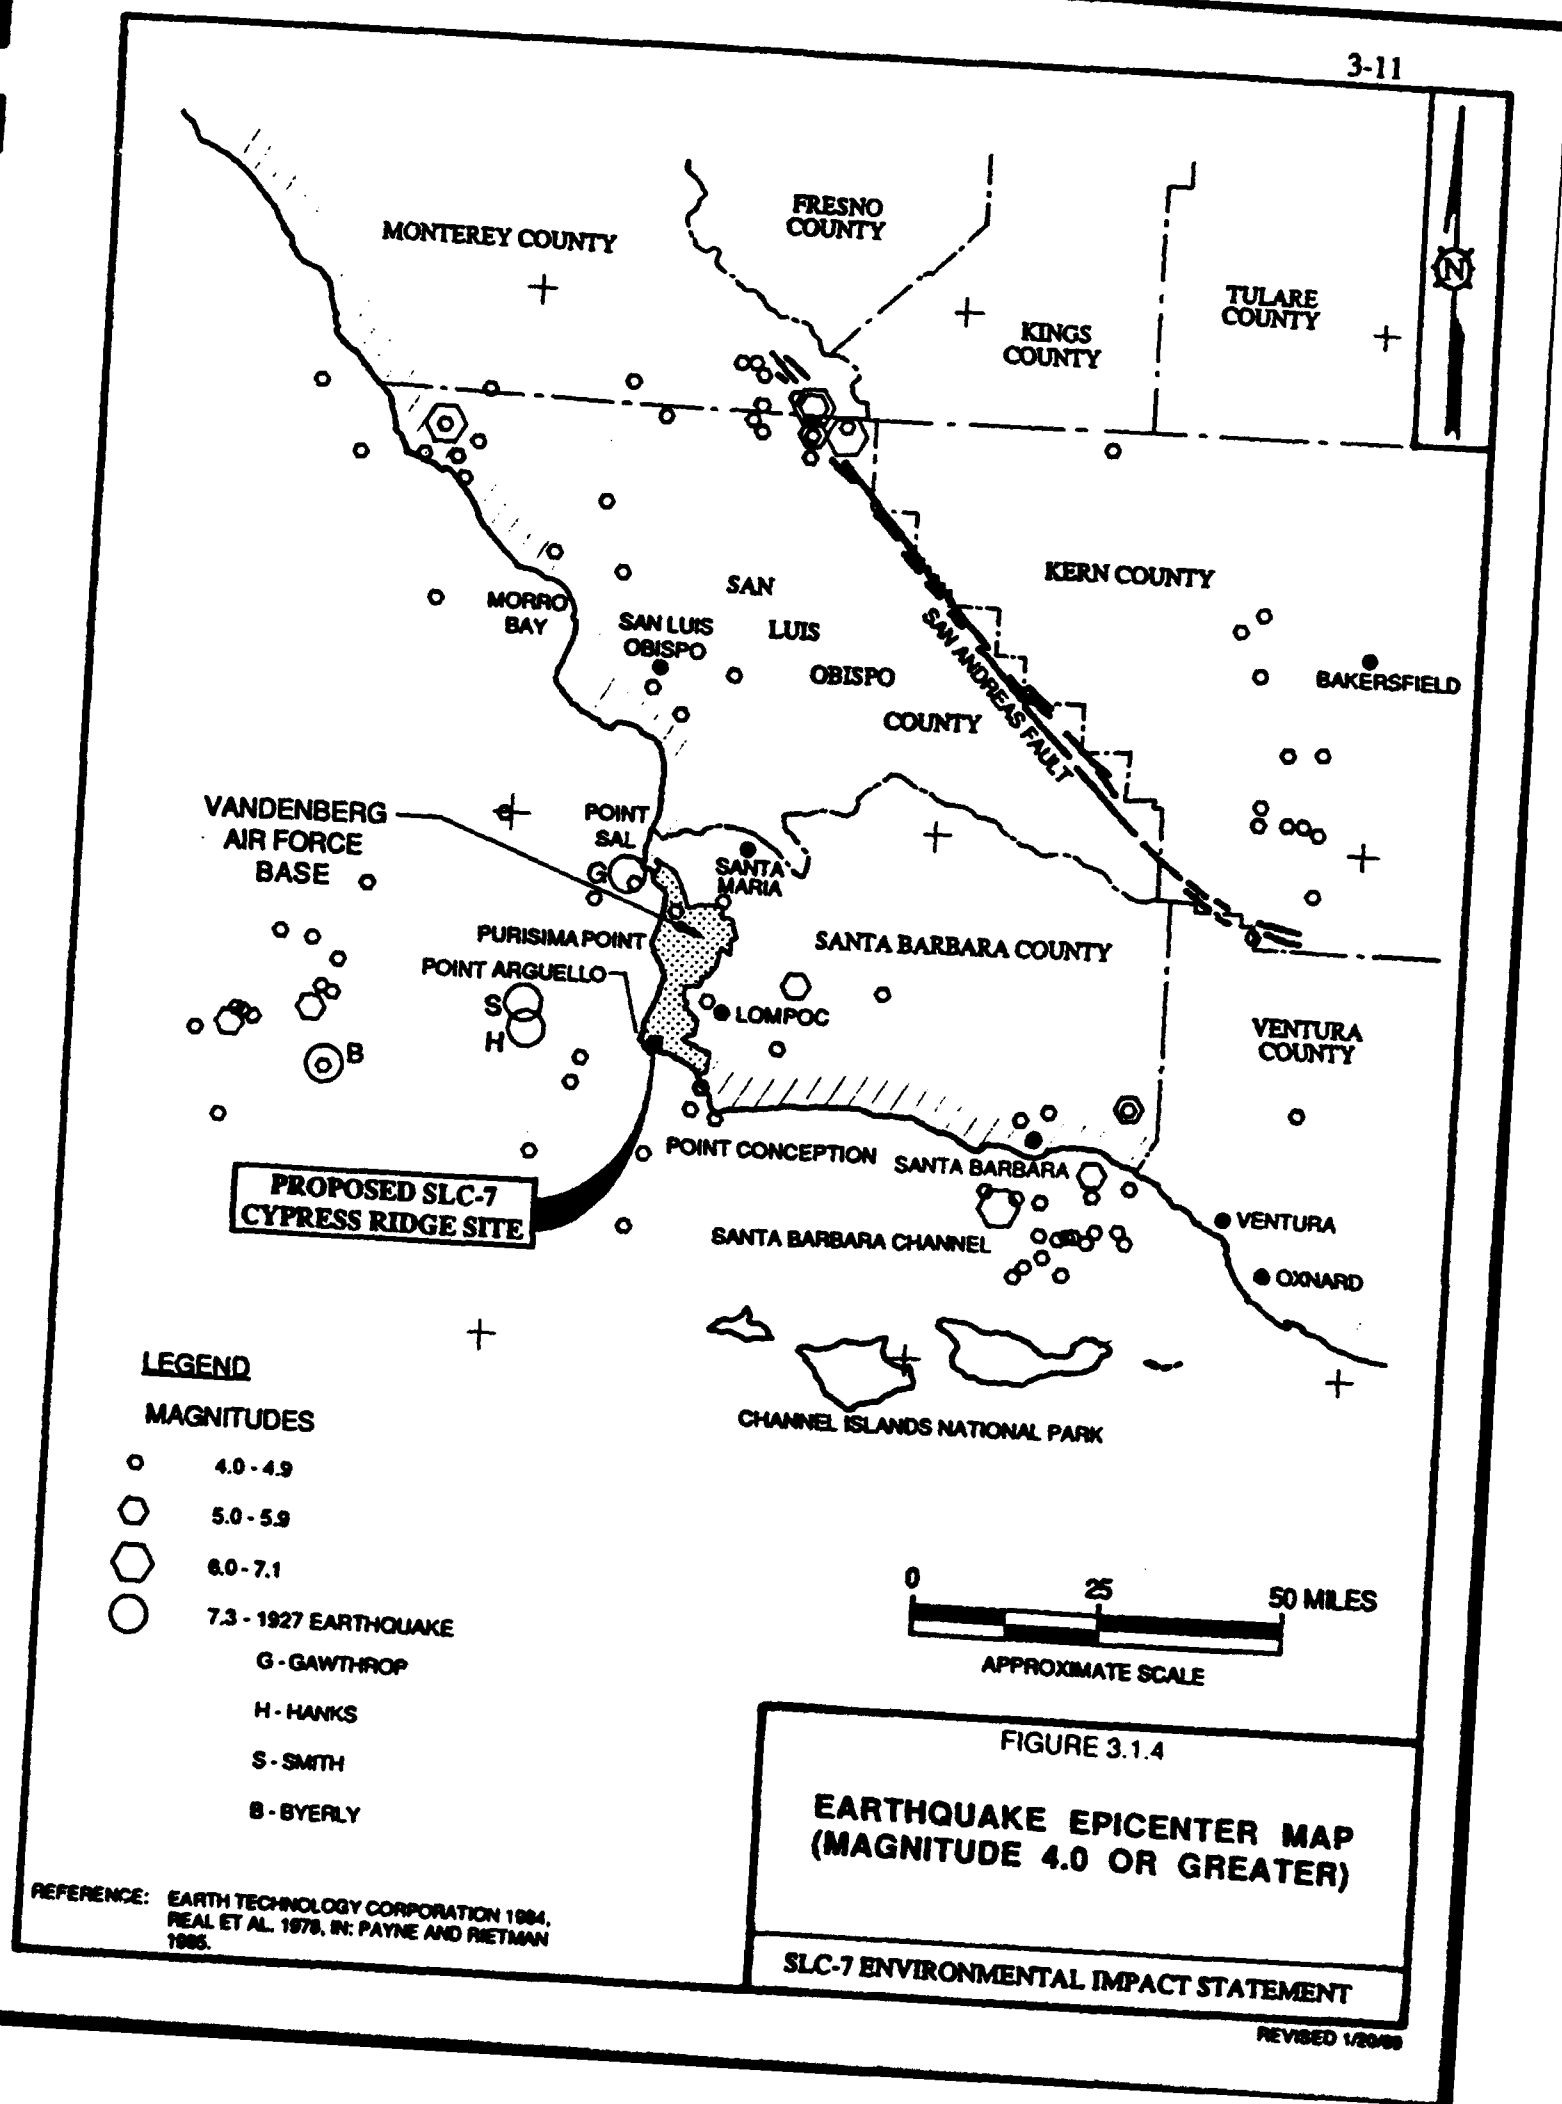 3-11
MONTEREY COUNTY
FRESNO
COUNTY
KINGS
COUNTY
TULARE
COUNTY
N
KERN COUNTY
MORRO
BAY
SAN LUIS
OBISPO
SAN
LUIS
OBISPO
COUNTY
SAN ANDREAS FAULT
BAKERSFIELD
VANDENBERG
AIR FORCE
BASE
POINT
SAL
G
SANTA
MARIA
PURISIMA POINT
POINT ARGUELLO
SANTA BARBARA COUNTY
S
H
B
LOMPOC
VENTURA
COUNTY
POINT CONCEPTION
SANTA BARBARA
PROPOSED SLC-7
CYPRESS RIDGE SITE
SANTA BARBARA CHANNEL
VENTURA
OXNARD
CHANNEL ISLANDS NATIONAL PARK
LEGEND
MAGNITUDES
4.0 - 4.9
5.0 - 5.9
6.0 - 7.1
7.3 - 1927 EARTHQUAKE
G - GAWTHROP
H - HANKS
S - SMITH
B - BYERLY
0 25 50 MILES
APPROXIMATE SCALE
FIGURE 3.1.4
EARTHQUAKE EPICENTER MAP
(MAGNITUDE 4.0 OR GREATER)
REFERENCE: EARTH TECHNOLOGY CORPORATION 1984,
REAL ET AL. 1978, IN: PAYNE AND RIETMAN
1985.
SLC-7 ENVIRONMENTAL IMPACT STATEMENT
REVISED